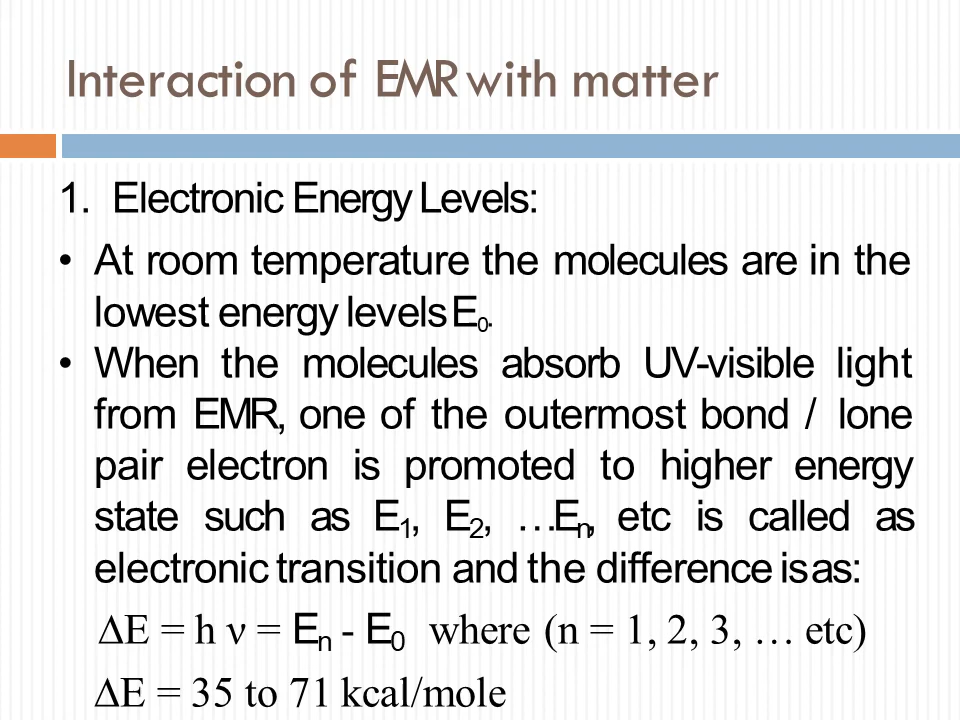 Interaction of EMR with matter
1. Electronic Energy Levels:
• At room temperature the molecules are in the
lowest energy levels E₀.
• When the molecules absorb UV-visible light
from EMR, one of the outermost bond / lone
pair electron is promoted to higher energy
state such as E₁, E₂, …Eₙ, etc is called as
electronic transition and the difference is as:
∆E = h ν = Eₙ - E₀ where (n = 1, 2, 3, … etc)
∆E = 35 to 71 kcal/mole